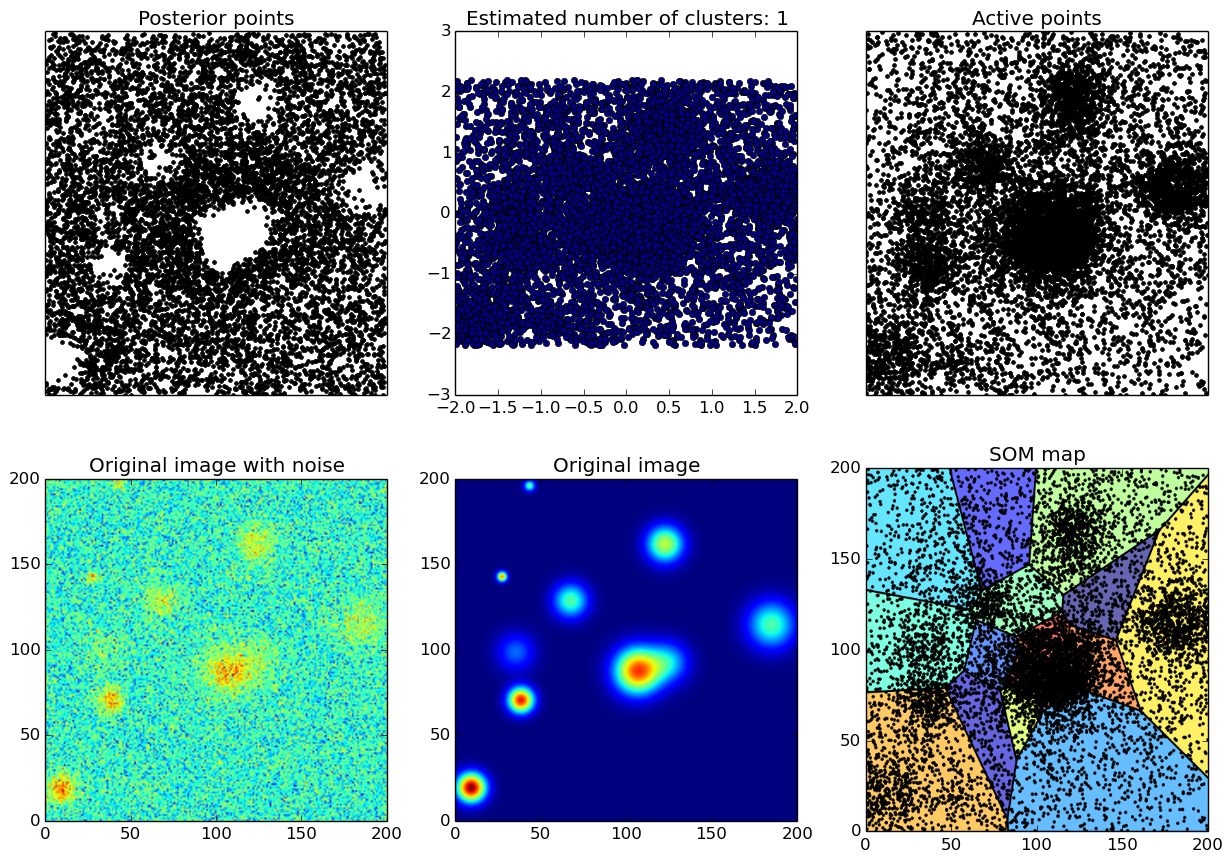 Posterior points
Estimated number of clusters: 1
Active points
3
2
1
0
−1
−2
−3
−2.0 −1.5 −1.0 −0.5 0.0 0.5 1.0 1.5 2.0
Original image with noise
Original image
SOM map
200
150
100
50
0
0 50 100 150 200
200
150
100
50
0
0 50 100 150 200
200
150
100
50
0
0 50 100 150 200